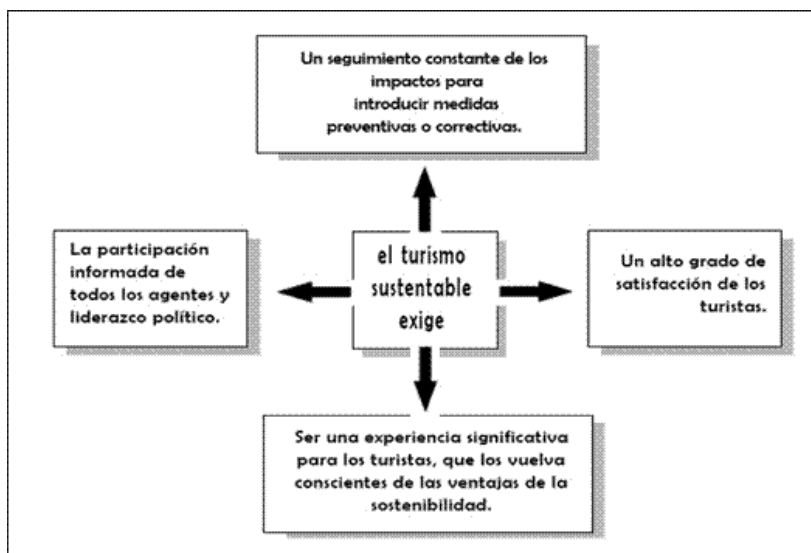 Un seguimiento constante de los
impactos para
introducir medidas
preventivas o correctivas.
La participación
informada de
todos los agentes y
liderazco político.
el turismo
sustentable
exige
Un alto grado de
satisfacción de los
turistas.
Ser una experiencia significativa
para los turistas, que los vuelva
conscientes de las ventajas de la
sostenibilidad.